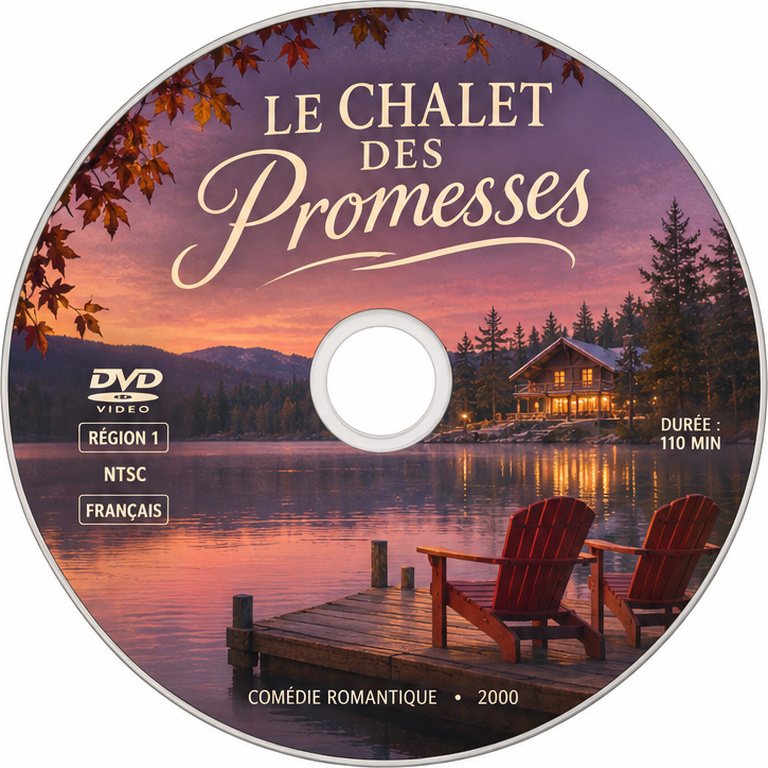 LE CHALET
DES
Promesses
DVD
VIDEO
RÉGION 1
NTSC
FRANÇAIS
DURÉE :
110 MIN
COMÉDIE ROMANTIQUE • 2000